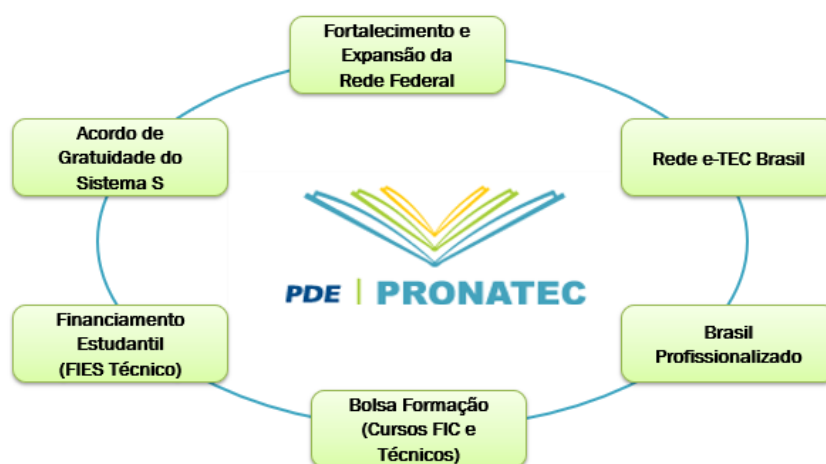 Fortalecimento e
Expansão da
Rede Federal
Acordo de
Gratuidade do
Sistema S
Rede e-TEC Brasil
PDE | PRONATEC
Financiamento
Estudantil
(FIES Técnico)
Brasil
Profissionalizado
Bolsa Formação
(Cursos FIC e
Técnicos)